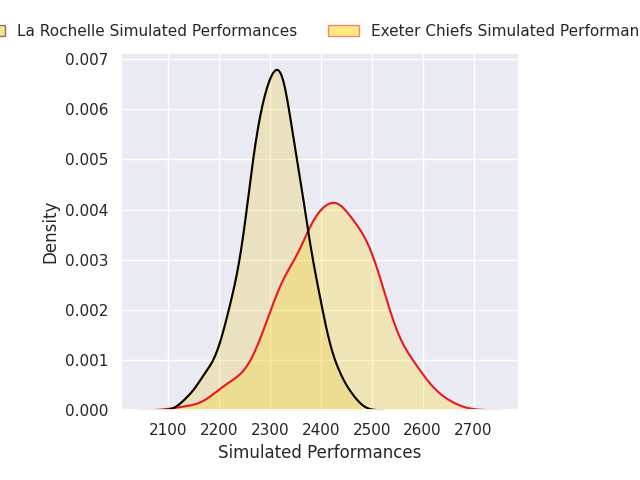 La Rochelle Simulated Performances
Exeter Chiefs Simulated
0.007
0.006
0.005
0.004
0.003
0.002
0.001
0.000
Density
2100 2200 2300 2400 2500 2600 2700
Simulated Performances